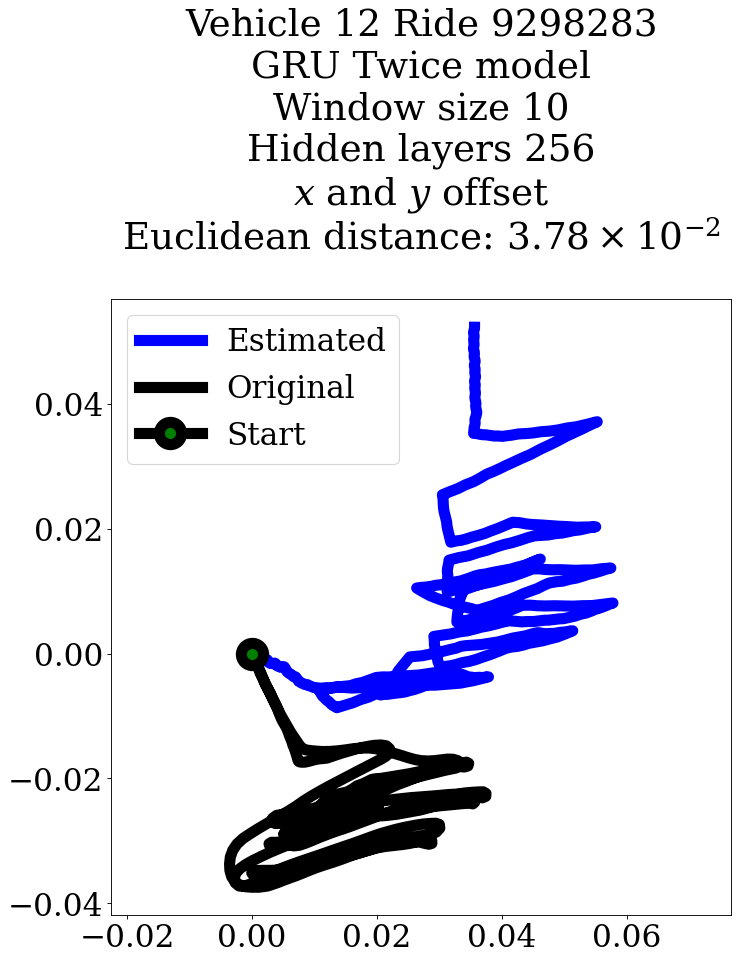 Vehicle 12 Ride 9298283
GRU Twice model
Window size 10
Hidden layers 256
x and y offset
Euclidean distance: 3.78 × 10⁻²
Estimated
Original
Start
0.04
0.02
0.00
−0.02
−0.04
−0.02 0.00 0.02 0.04 0.06